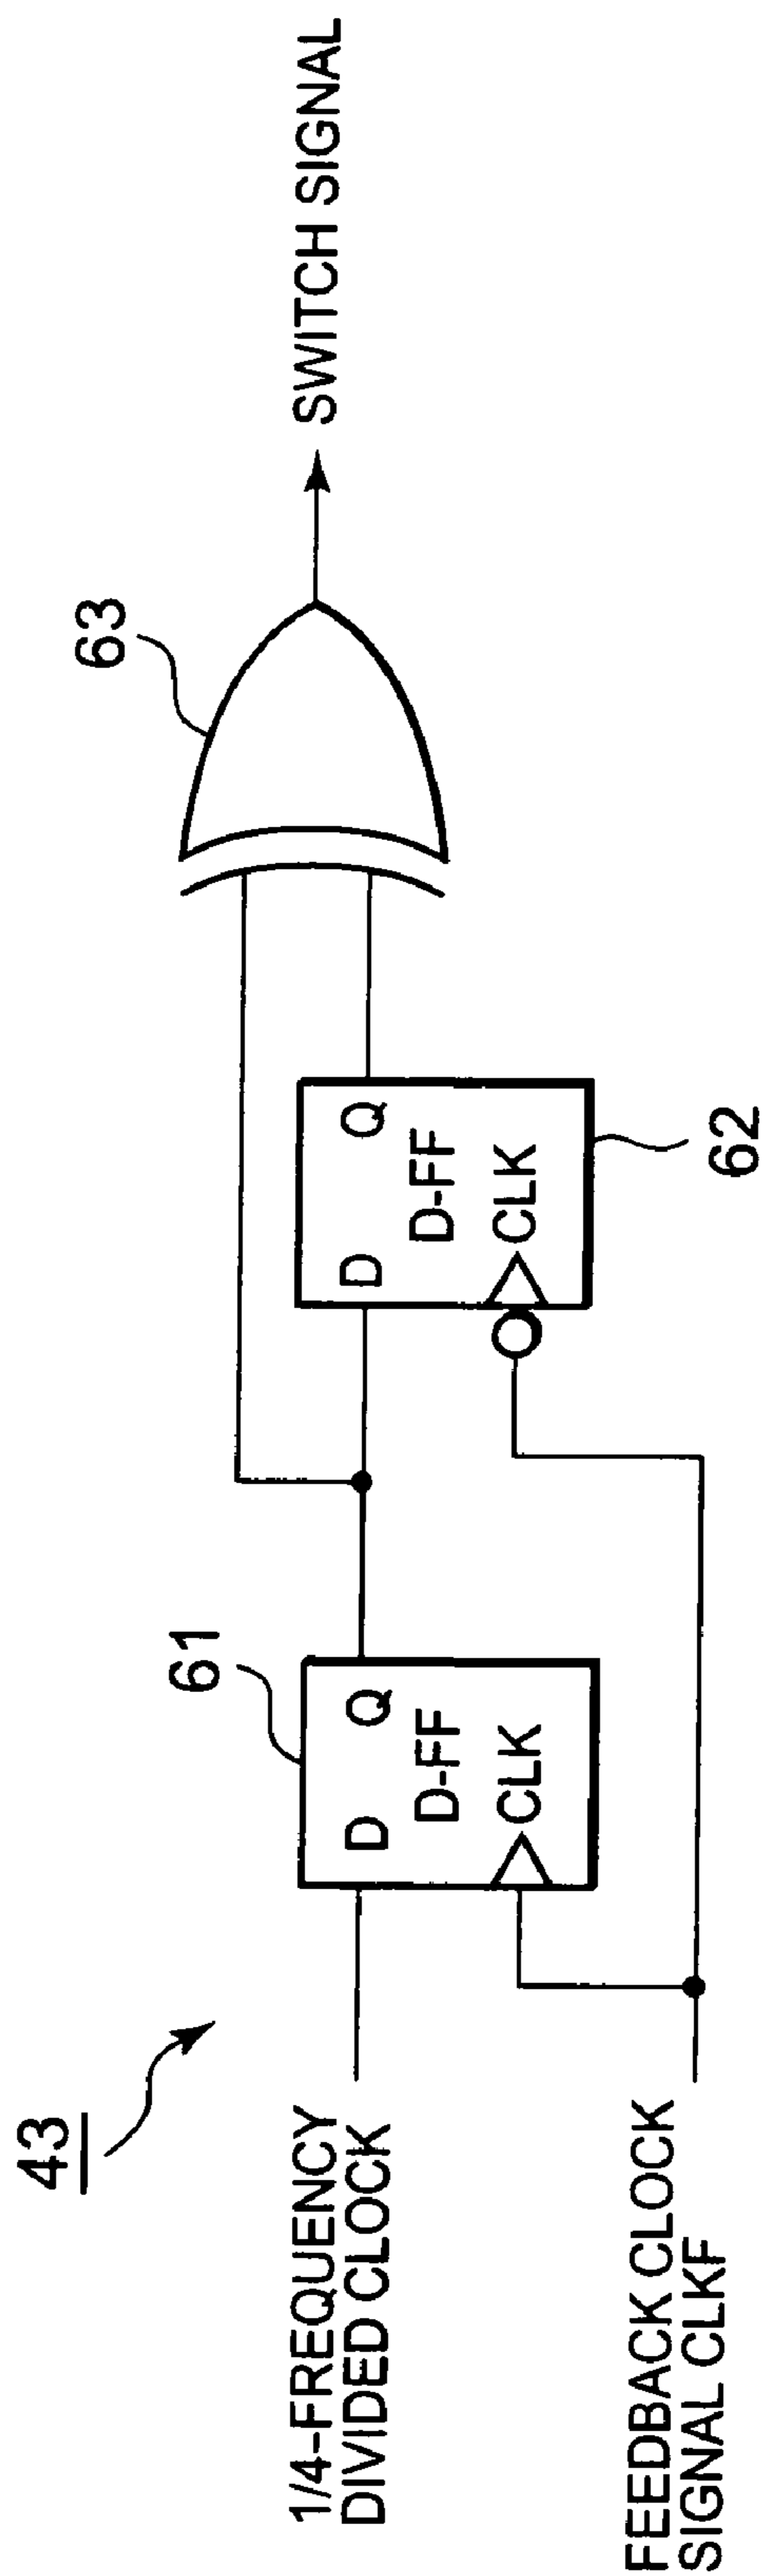 43
1/4-FREQUENCY
DIVIDED CLOCK
FEEDBACK CLOCK
SIGNAL CLKF
61
D
Q
D-FF
CLK
D
Q
D-FF
CLK
62
63
SWITCH SIGNAL